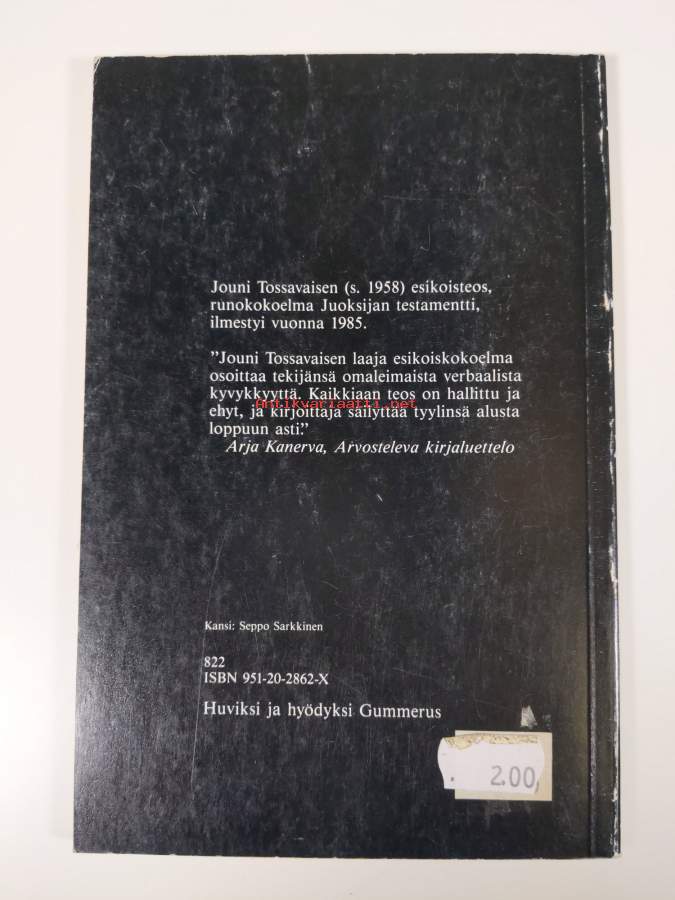 Jouni Tossavaisen (s. 1958) esikoisteos,
runokokoelma Juoksijan testamentti,
ilmestyi vuonna 1985.
"Jouni Tossavaisen laaja esikoiskokoelma
osoittaa tekijänsä omaleimaista verbaalista
kyvykkyyttä. Kaikkiaan teos on hallittu ja
Antikvariaatti.net
ehyt, ja kirjoittaja säilyttää tyylinsä alusta
loppuun asti."
Arja Kanerva, Arvosteleva kirjaluettelo
Kansi: Seppo Sarkkinen
822
ISBN 951-20-2862-X
Huviksi ja hyödyksi Gummerus
2.00,